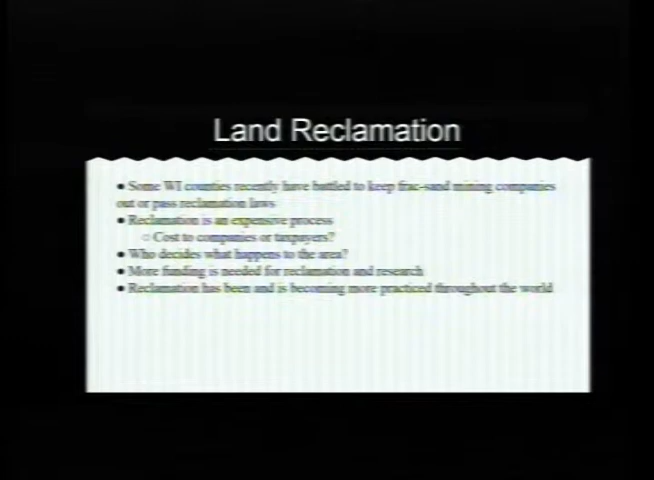 Land Reclamation
● Some WI counties recently have battled to keep frac-sand mining companies
out or pass reclamation laws
● Reclamation is an expensive process
○ Cost to companies or taxpayers?
● Who decides what happens to the area?
● More funding is needed for reclamation and research
● Reclamation has been and is becoming more practiced throughout the world